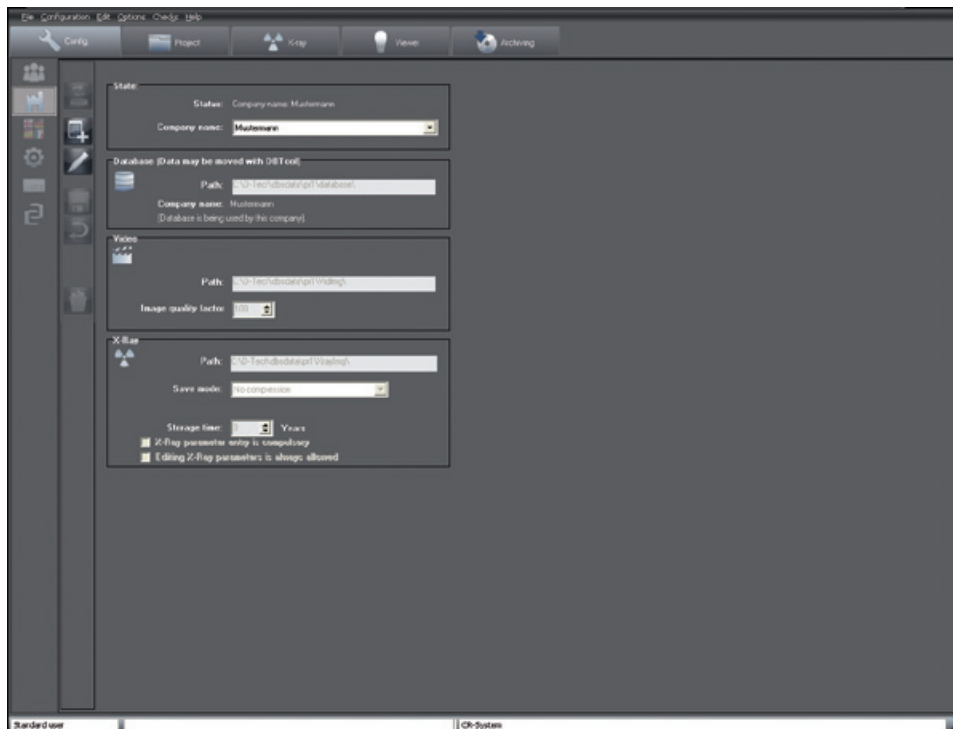 File Configuration Edit Options Checks Help
Config. Project X-ray Viewer Archiving
State:
Status: Company name: Mustermann
Company name: Mustermann
Database (Data may be moved with DBTool)
Path:
Company name: Mustermann
(Database is being used by this company)
Video
Path:
Image quality factor 100
X-Ray
Path:
Save mode: No compression
Storage time: Years
X-Ray parameter entry is compulsory
Editing X-Ray parameters is always allowed
Standard user CR-System